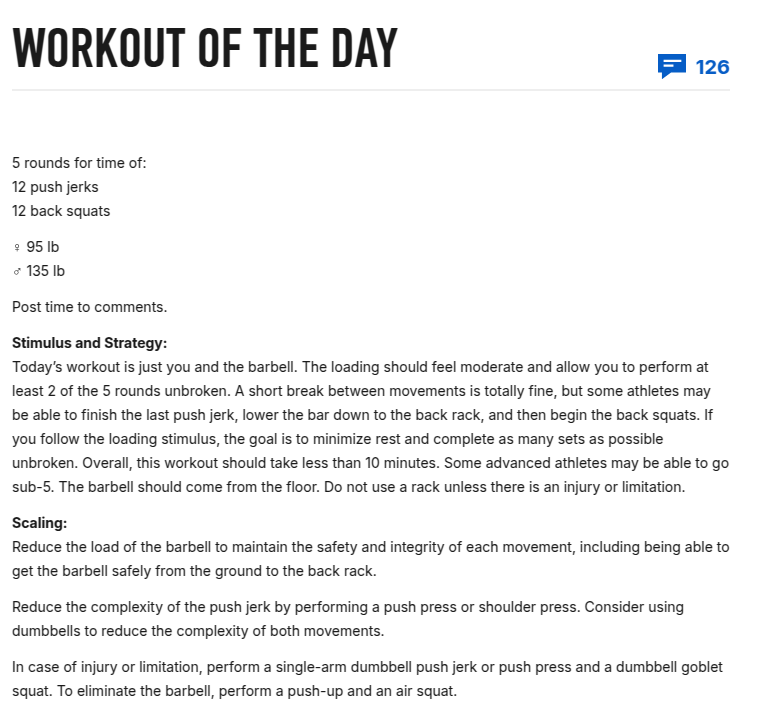 WORKOUT OF THE DAY
126
5 rounds for time of:
12 push jerks
12 back squats
♀ 95 lb
♂ 135 lb
Post time to comments.
Stimulus and Strategy:
Today’s workout is just you and the barbell. The loading should feel moderate and allow you to perform at
least 2 of the 5 rounds unbroken. A short break between movements is totally fine, but some athletes may
be able to finish the last push jerk, lower the bar down to the back rack, and then begin the back squats. If
you follow the loading stimulus, the goal is to minimize rest and complete as many sets as possible
unbroken. Overall, this workout should take less than 10 minutes. Some advanced athletes may be able to go
sub-5. The barbell should come from the floor. Do not use a rack unless there is an injury or limitation.
Scaling:
Reduce the load of the barbell to maintain the safety and integrity of each movement, including being able to
get the barbell safely from the ground to the back rack.
Reduce the complexity of the push jerk by performing a push press or shoulder press. Consider using
dumbbells to reduce the complexity of both movements.
In case of injury or limitation, perform a single-arm dumbbell push jerk or push press and a dumbbell goblet
squat. To eliminate the barbell, perform a push-up and an air squat.